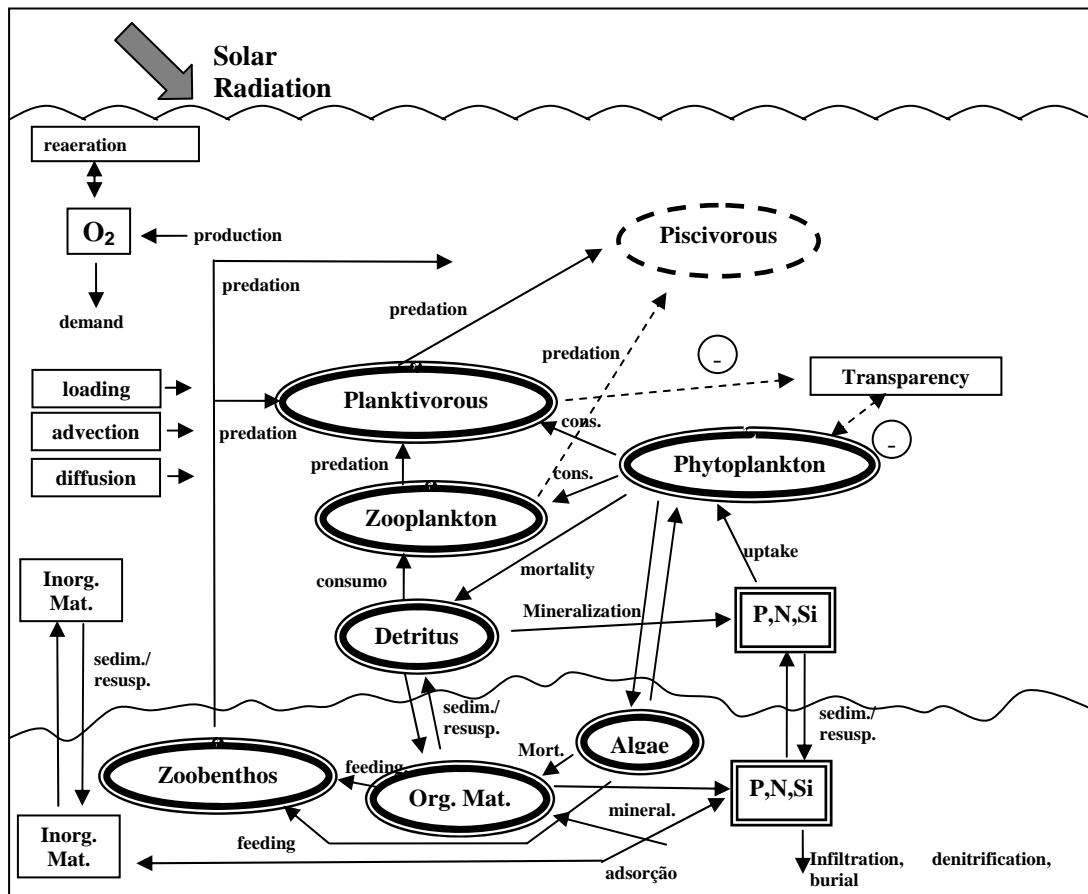 Solar
Radiation
reaeration
O₂
production
demand
predation
Piscivorous
predation
predation
-
Transparency
loading
advection
diffusion
Planktivorous
predation
cons.
-
Phytoplankton
predation
cons.
Zooplankton
uptake
consumo
mortality
Inorg.
Mat.
Mineralization
P,N,Si
Detritus
sedim./
resusp.
sedim./
resusp.
sedim./
resusp.
Algae
Mort.
Zoobenthos
feeding.
Org. Mat.
P,N,Si
mineral.
Inorg.
Mat.
feeding
adsorção
Infiltration, denitrification,
burial